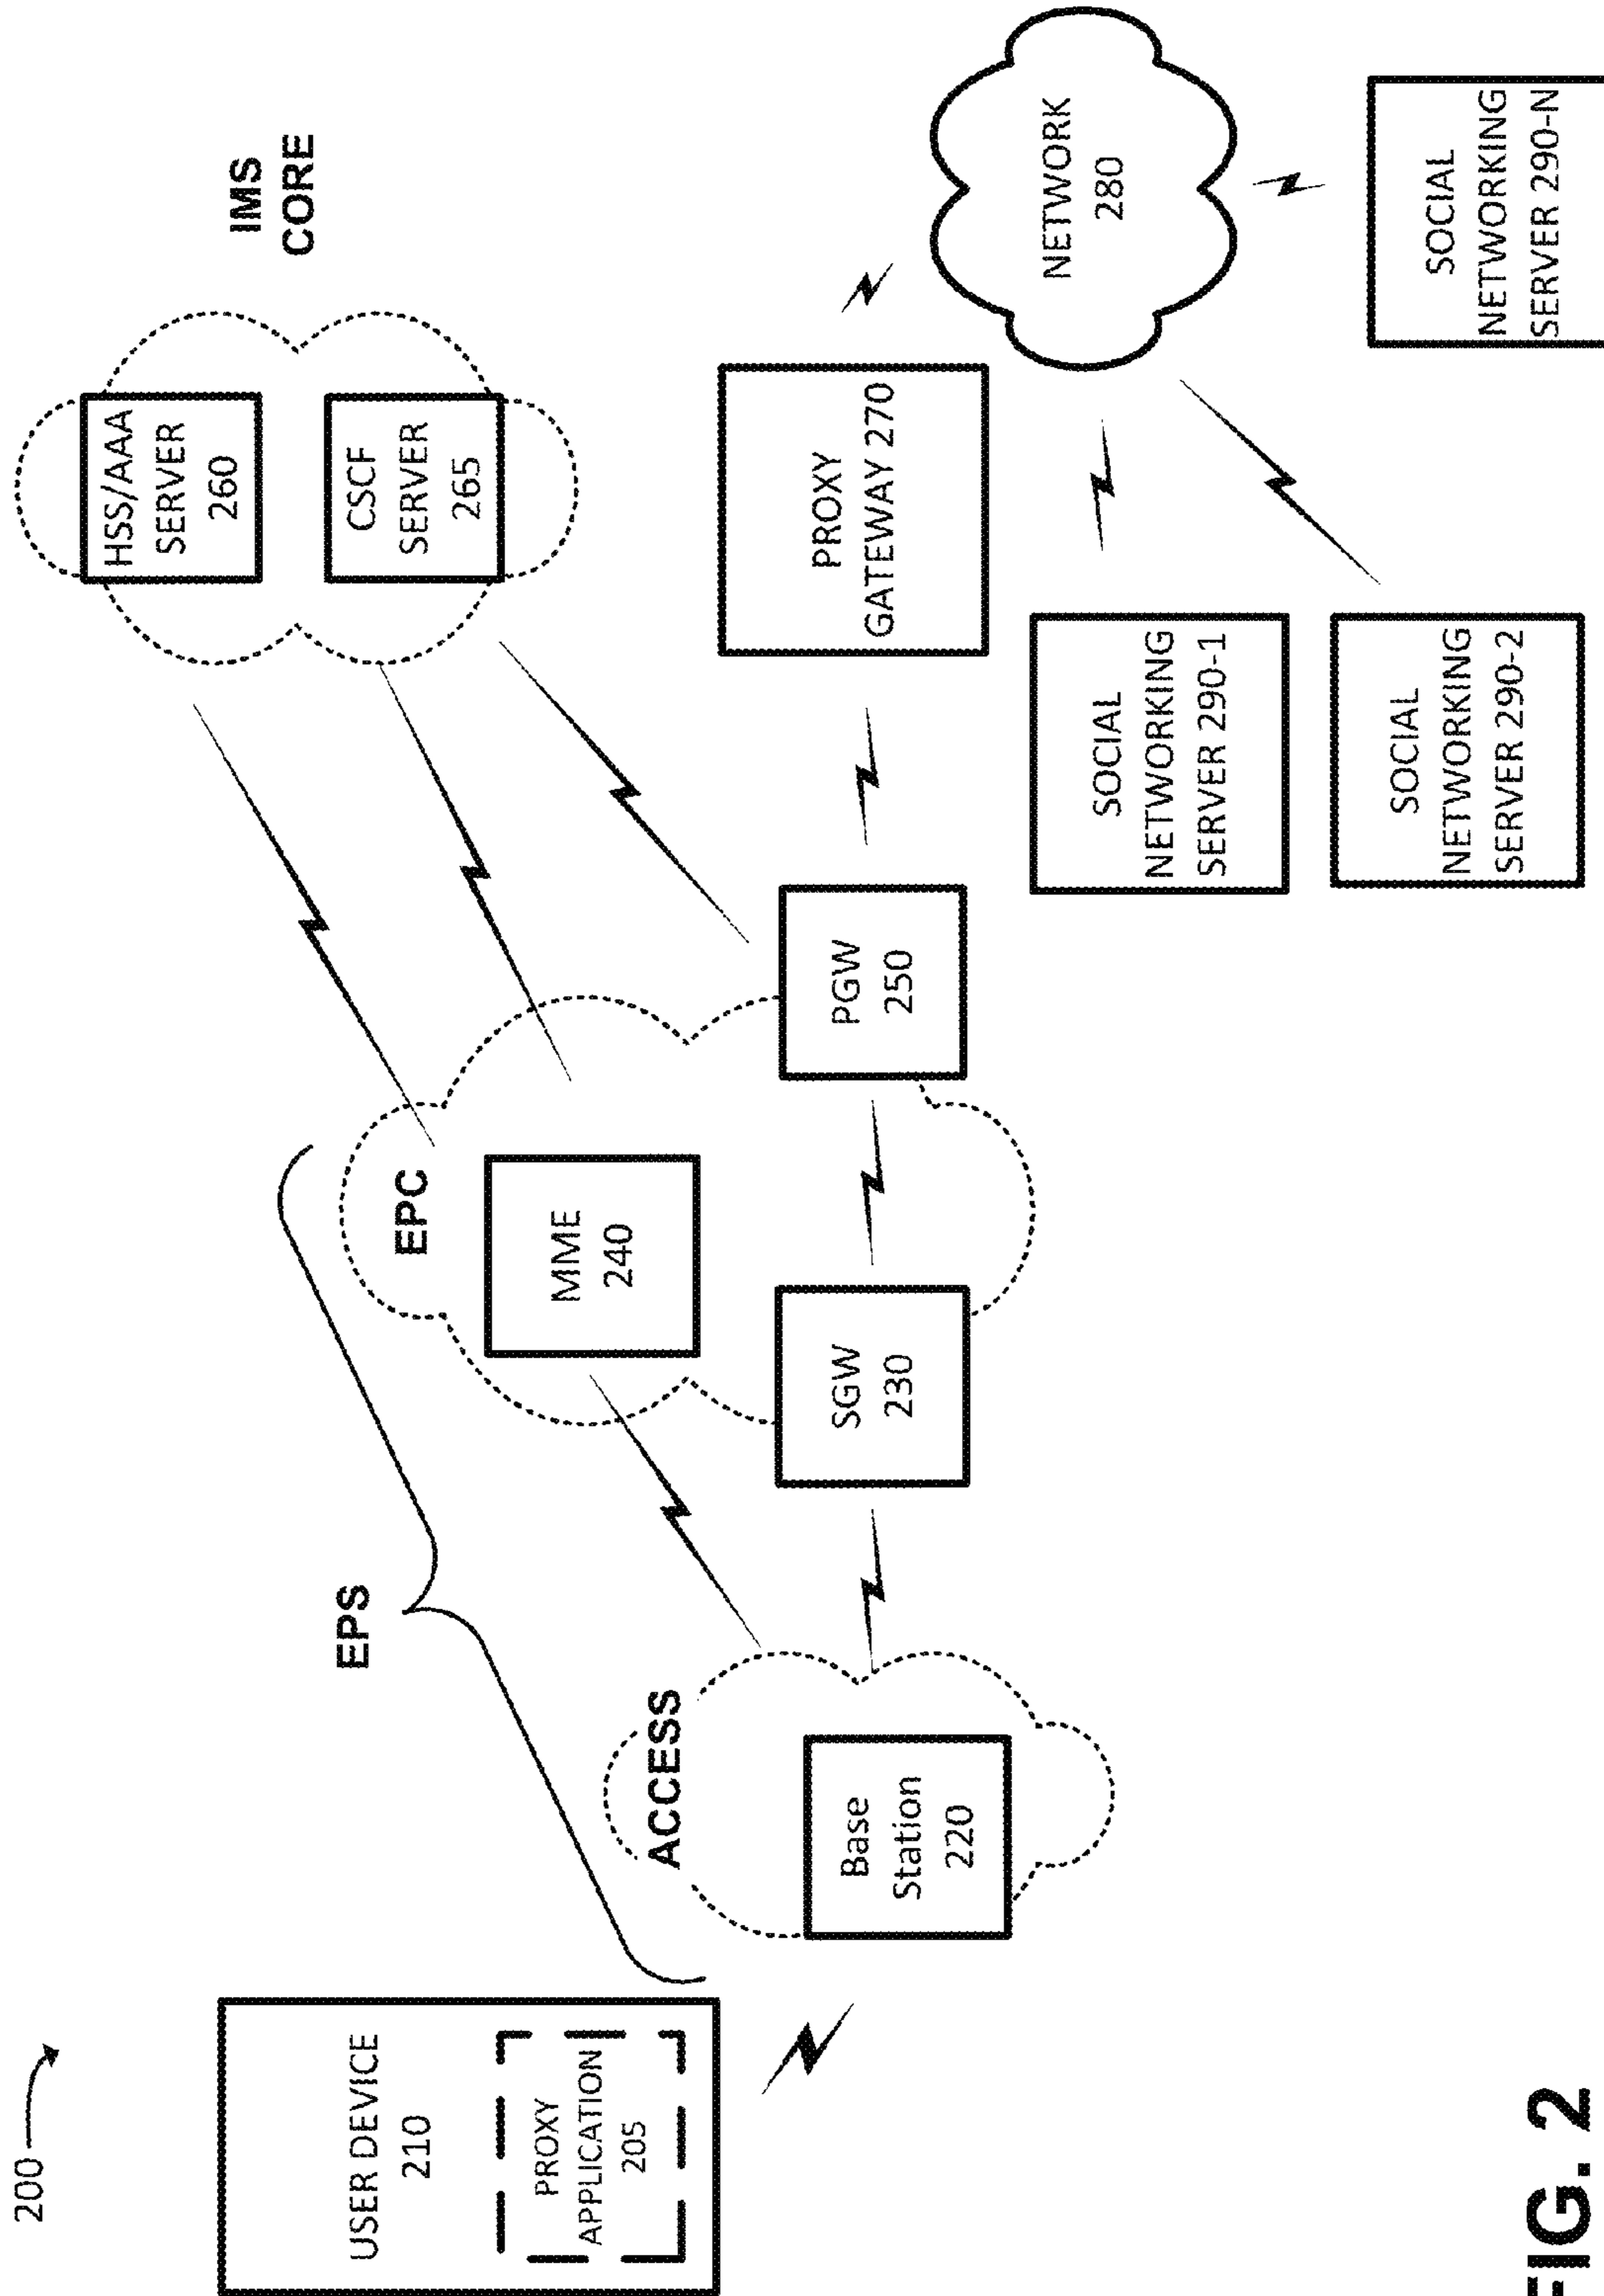 200
USER DEVICE
210
PROXY
APPLICATION
205
EPS
ACCESS
Base
Station
220
EPC
MME
240
SGW
230
PGW
250
IMS
CORE
HSS/AAA
SERVER
260
CSCF
SERVER
265
PROXY
GATEWAY 270
NETWORK
280
SOCIAL
NETWORKING
SERVER 290-1
SOCIAL
NETWORKING
SERVER 290-2
SOCIAL
NETWORKING
SERVER 290-N
FIG. 2